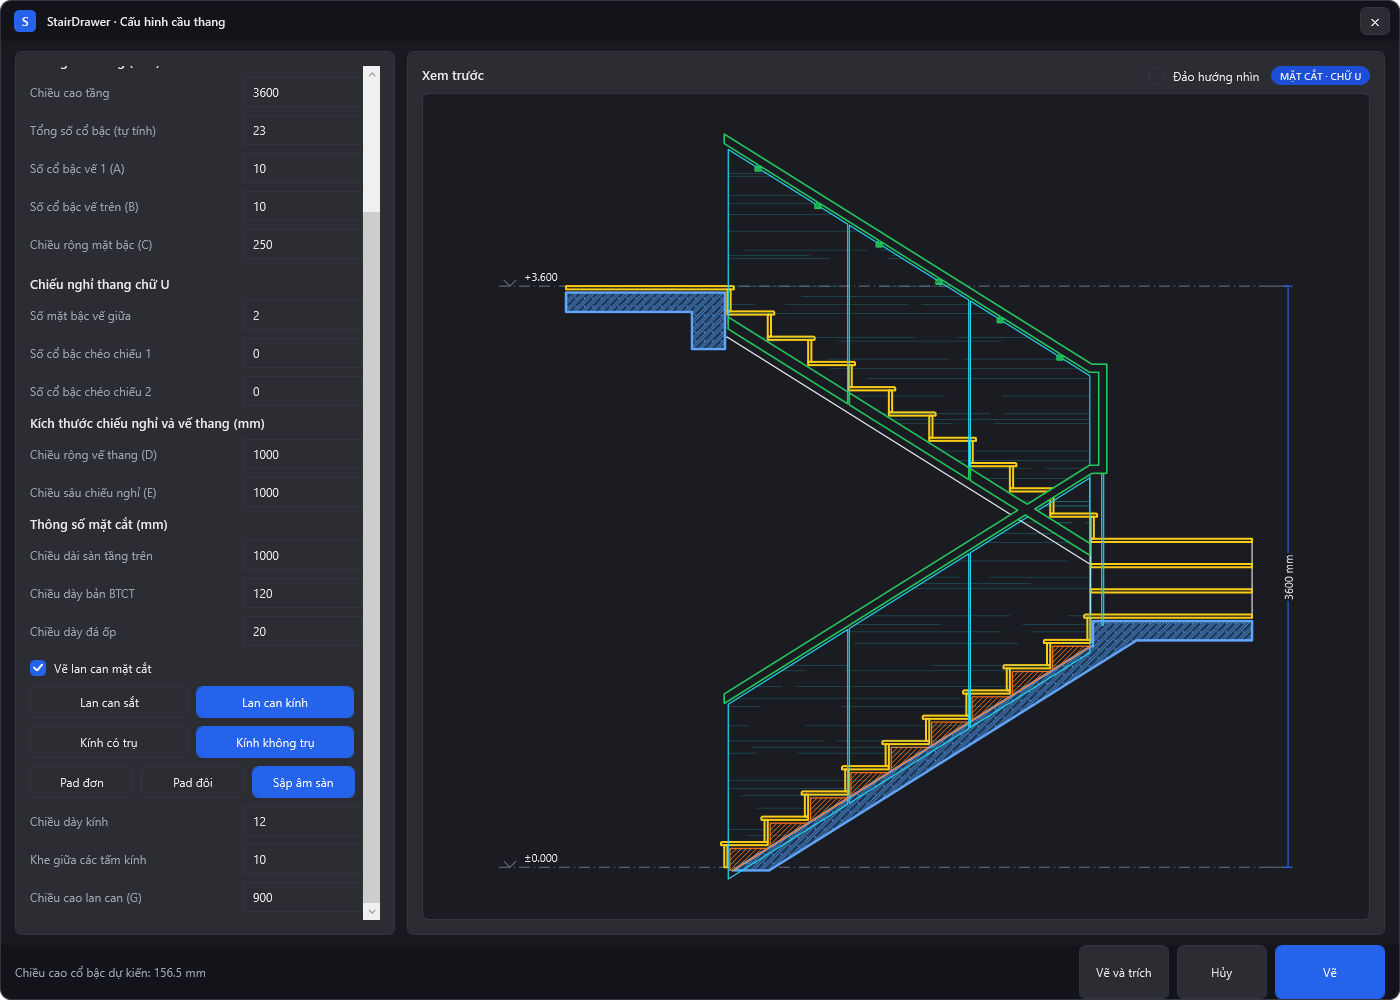 S StairDrawer · Cấu hình cầu thang
Chiều cao tầng 3600
Tổng số cổ bậc (tự tính) 23
Số cổ bậc vế 1 (A) 10
Số cổ bậc vế trên (B) 10
Chiều rộng mặt bậc (C) 250
Chiếu nghỉ thang chữ U
Số mặt bậc vế giữa 2
Số cổ bậc chéo chiếu 1 0
Số cổ bậc chéo chiếu 2 0
Kích thước chiếu nghỉ và vế thang (mm)
Chiều rộng vế thang (D) 1000
Chiều sâu chiếu nghỉ (E) 1000
Thông số mặt cắt (mm)
Chiều dài sàn tầng trên 1000
Chiều dày bản BTCT 120
Chiều dày đá ốp 20
Vẽ lan can mặt cắt
Lan can sắt Lan can kính
Kính có trụ Kính không trụ
Pad đơn Pad đôi Sập âm sàn
Chiều dày kính 12
Khe giữa các tấm kính 10
Chiều cao lan can (G) 900
Xem trước
Đảo hướng nhìn
MẶT CẮT · CHỮ U
+3.600
3600 mm
±0.000
Chiều cao cổ bậc dự kiến: 156.5 mm
Vẽ và trích
Hủy
Vẽ